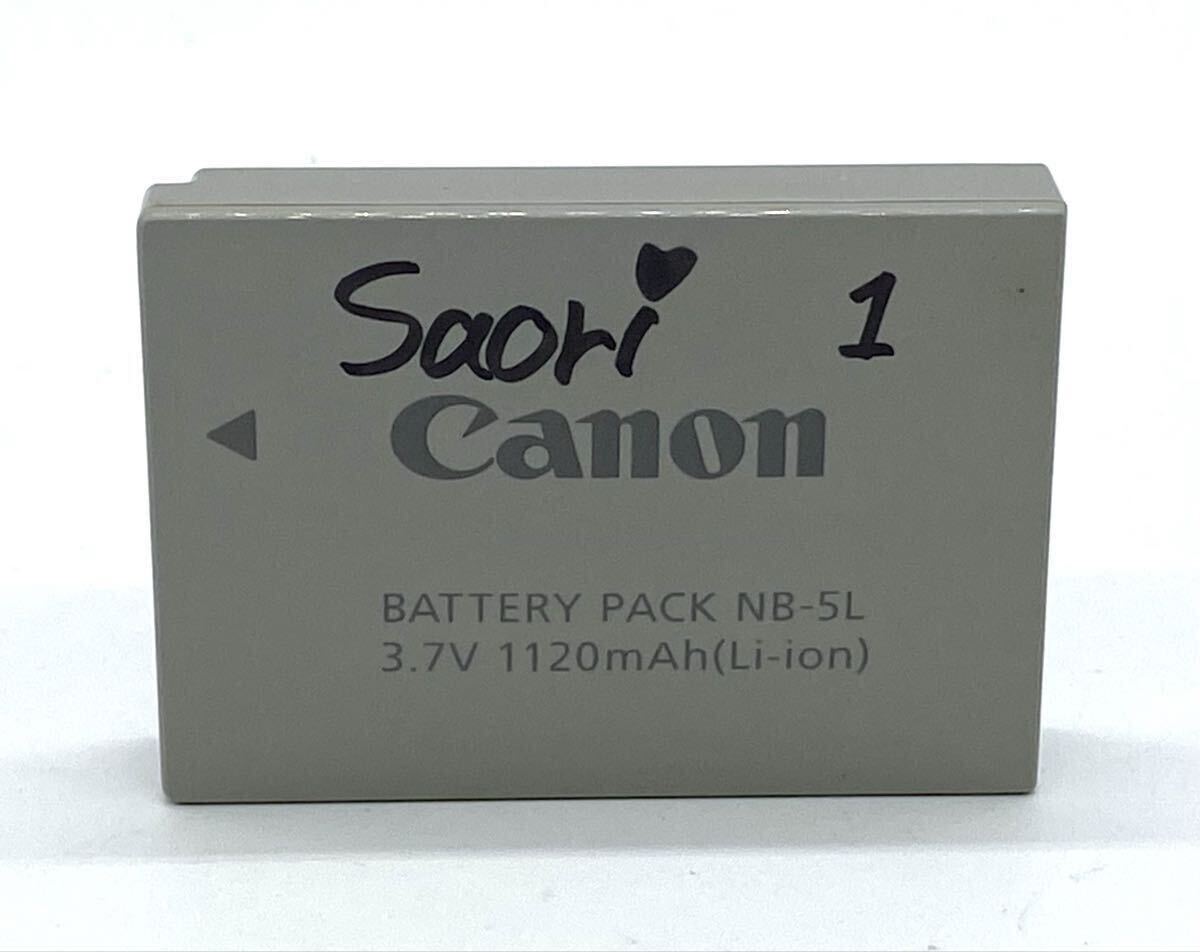 Saori 1
Canon
BATTERY PACK NB-5L
3.7V 1120mAh(Li-ion)